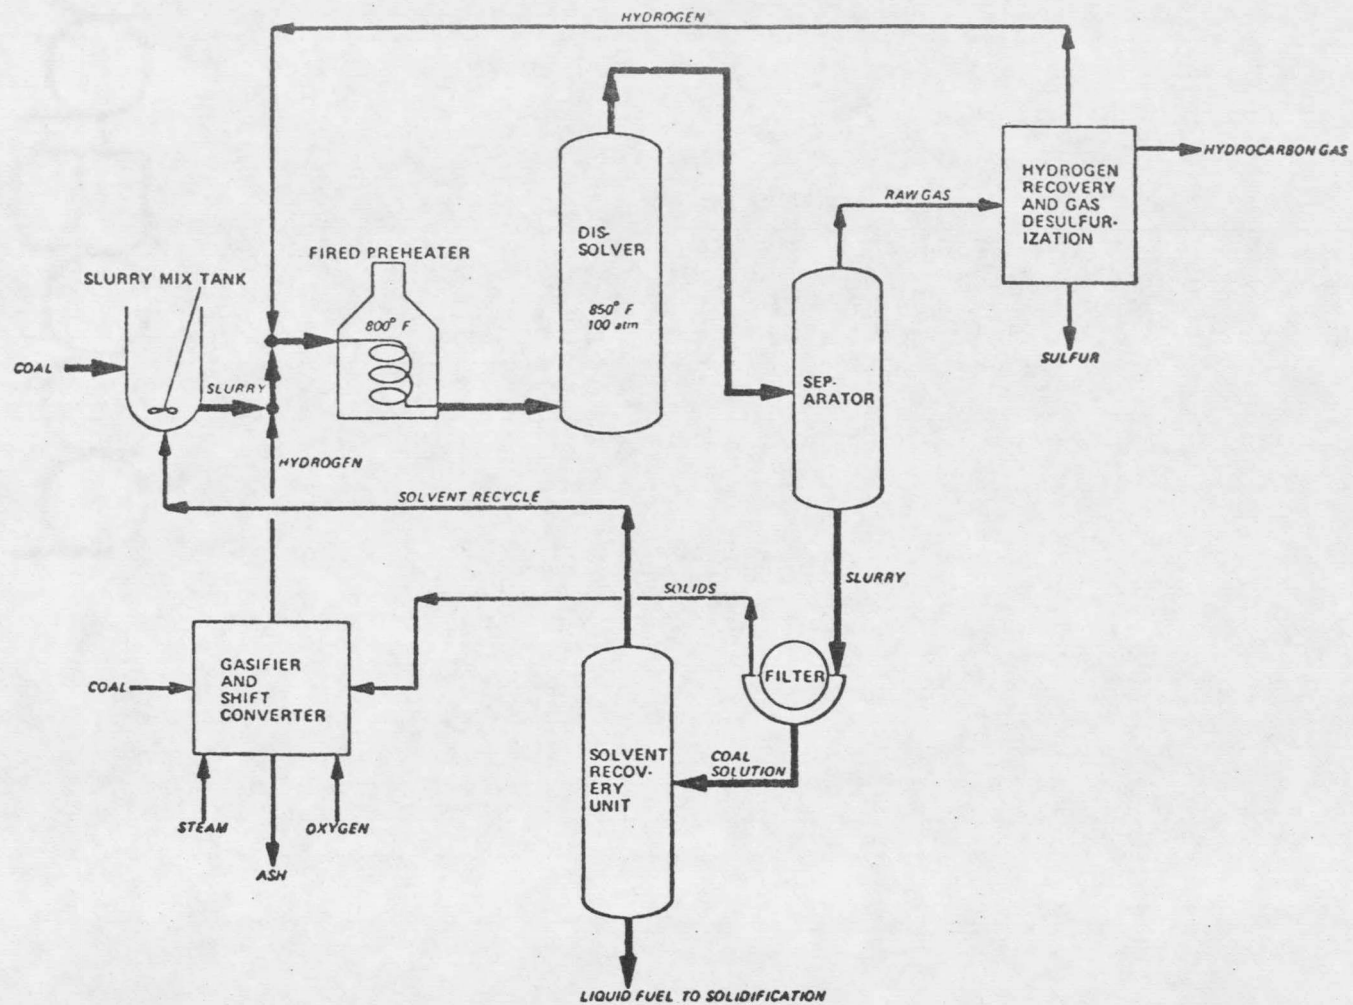 HYDROGEN
HYDROCARBON GAS
HYDROGEN
RECOVERY
AND GAS
DESULFUR-
IZATION
RAW GAS
DIS-
SOLVER
FIRED PREHEATER
SLURRY MIX TANK
850° F
100 atm
800° F
SULFUR
COAL
SLURRY
SEP-
ARATOR
HYDROGEN
SOLVENT RECYCLE
SLURRY
SOLIDS
GASIFIER
AND
SHIFT
CONVERTER
COAL
FILTER
SOLVENT
RECOV-
ERY
UNIT
COAL
SOLUTION
STEAM
OXYGEN
ASH
LIQUID FUEL TO SOLIDIFICATION